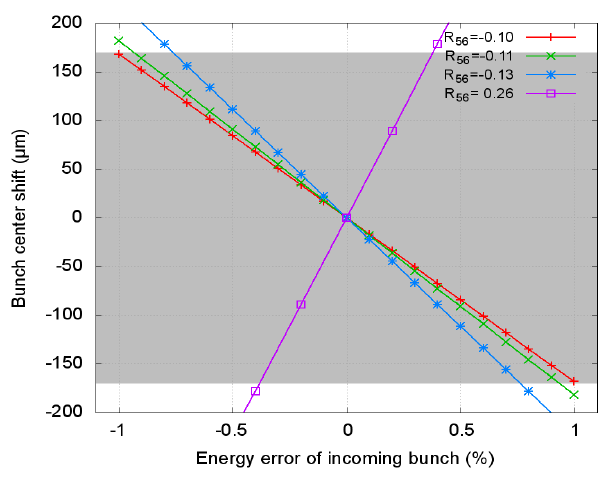 200
150
100
50
0
-50
-100
-150
-200
Bunch center shift (μm)
R56=-0.10
R56=-0.11
R56=-0.13
R56= 0.26
-1
-0.5
0
0.5
1
Energy error of incoming bunch (%)